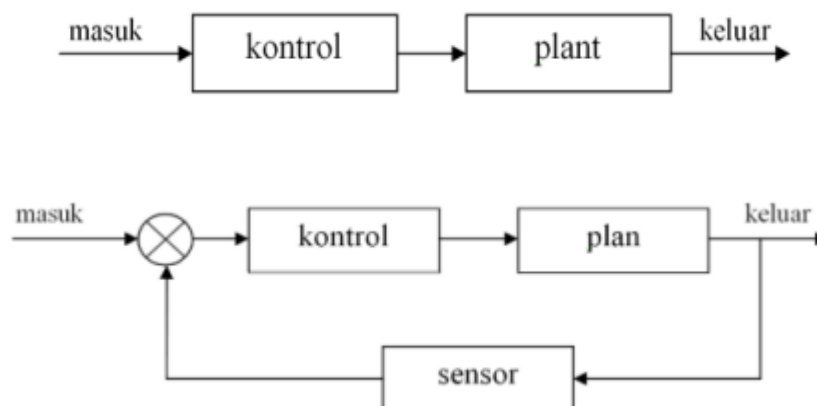 masuk
kontrol
plant
keluar
masuk
kontrol
plan
keluar
sensor